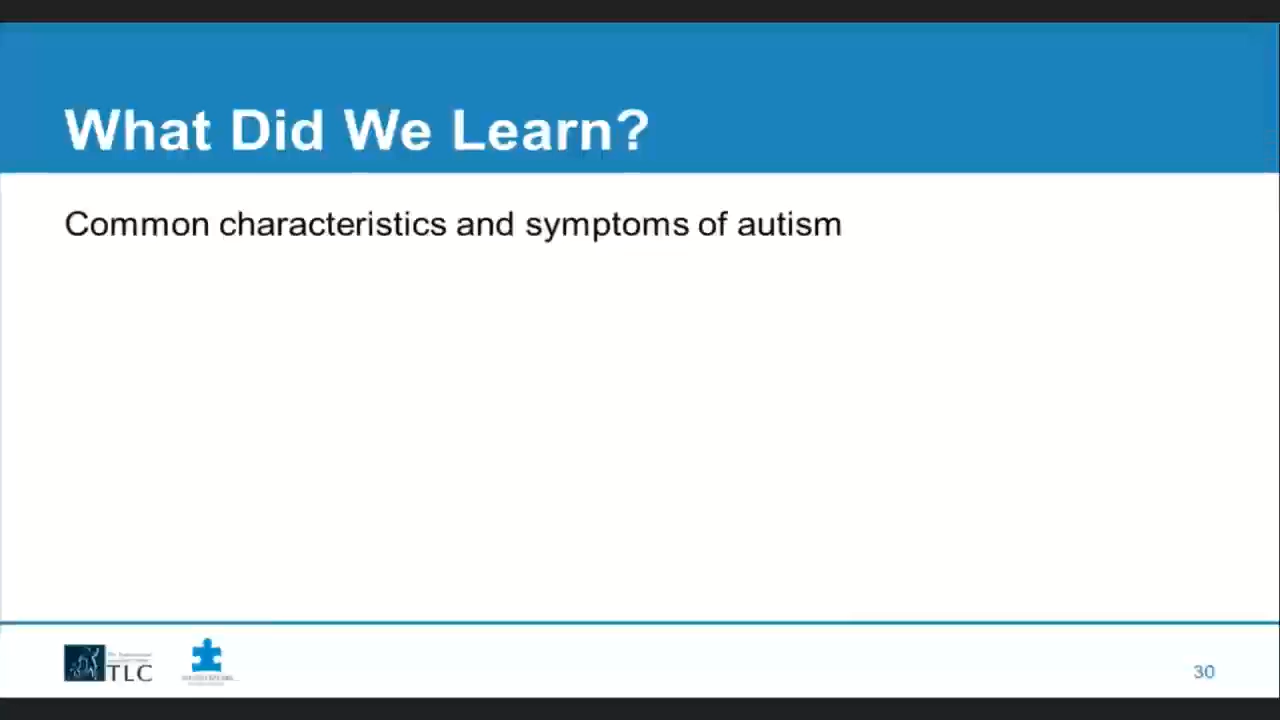 What Did We Learn?
Common characteristics and symptoms of autism
TLC
30